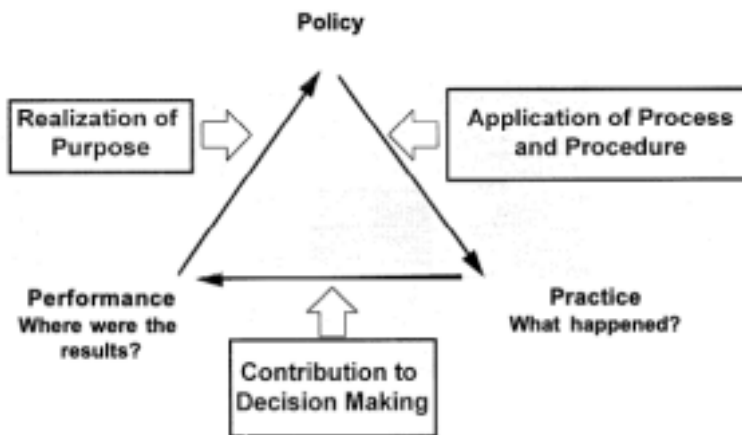 Policy
Realization of
Purpose
Application of Process
and Procedure
Performance
Where were the
results?
Practice
What happened?
Contribution to
Decision Making